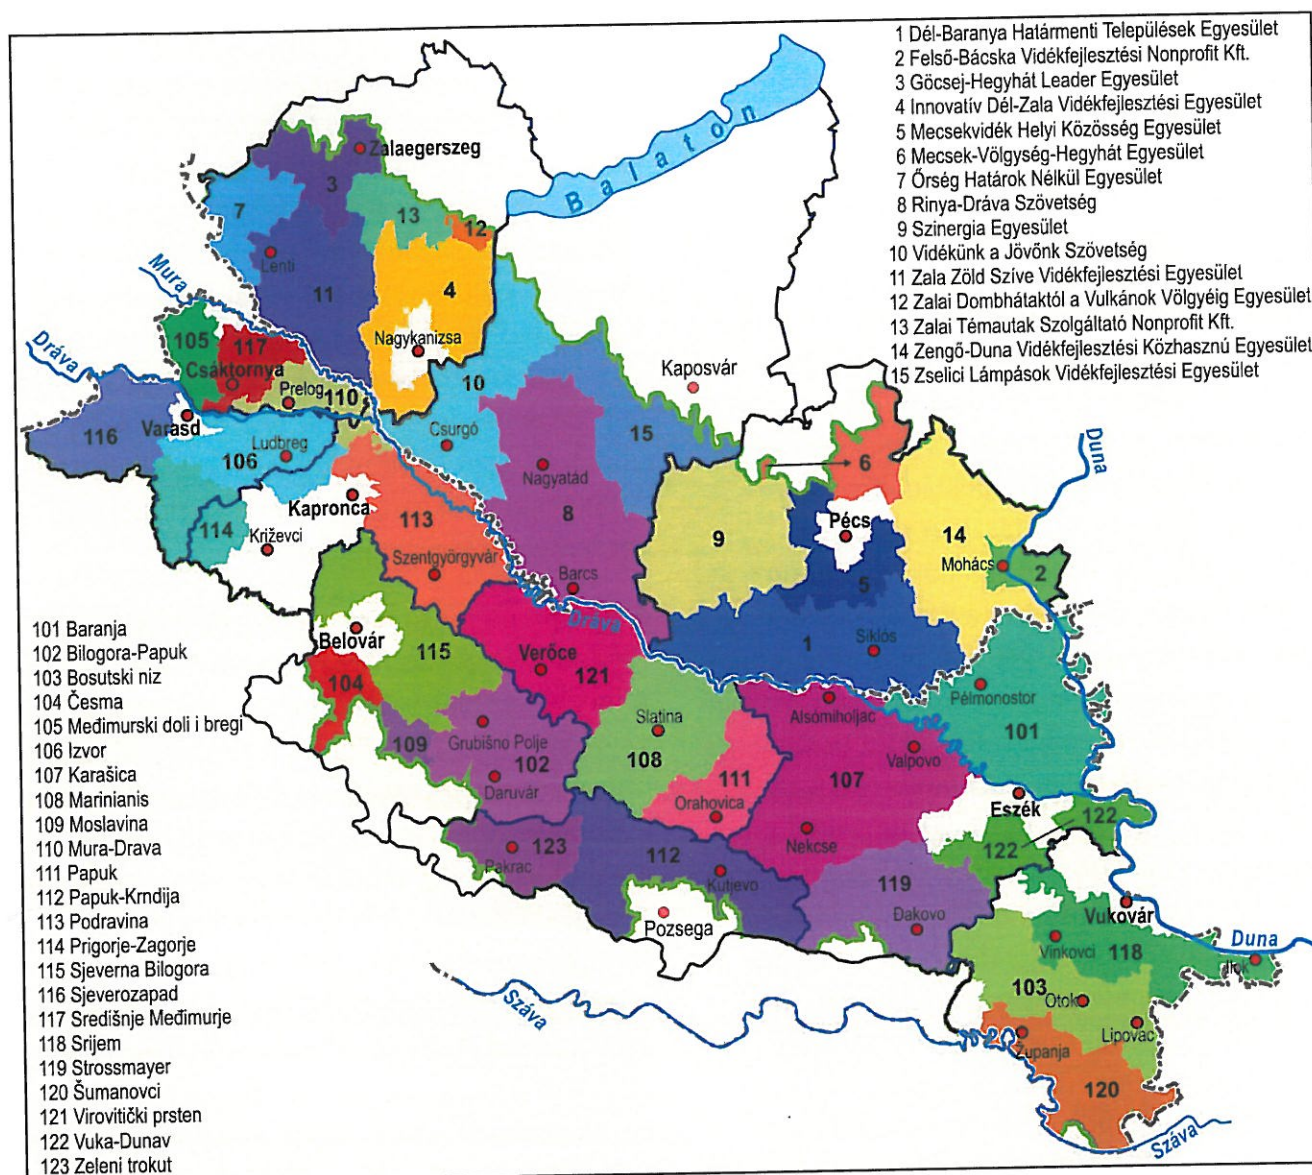 1 Dél-Baranya Határmenti Települések Egyesület
2 Felső-Bácska Vidékfejlesztési Nonprofit Kft.
3 Göcsej-Hegyhát Leader Egyesület
4 Innovatív Dél-Zala Vidékfejlesztési Egyesület
5 Mecsekvidék Helyi Közösség Egyesület
6 Mecsek-Völgység-Hegyhát Egyesület
7 Őrség Határok Nélkül Egyesület
8 Rinya-Dráva Szövetség
9 Szinergia Egyesület
10 Vidékünk a Jövőnk Szövetség
11 Zala Zöld Szíve Vidékfejlesztési Egyesület
12 Zalai Dombhátaktól a Vulkánok Völgyéig Egyesület
13 Zalai Témautak Szolgáltató Nonprofit Kft.
14 Zengő-Duna Vidékfejlesztési Közhasznú Egyesület
15 Zselici Lámpások Vidékfejlesztési Egyesület
Balaton
Zalaegerszeg
3
7
13
12
Lenti
11
4
Mura
105
117
Csáktornya
Nagykanizsa
10
Kaposvár
Dráva
Prelog
110
Varasd
116
106
Ludbreg
Csurgó
15
Duna
Nagyatád
6
Kapronca
114
Križevci
113
8
9
Pécs
14
Szentgyörgyvár
Barcs
5
Mohács
2
Dráva
Belovár
115
Verőce
121
1
Siklós
104
Pélmonostor
Slatina
Alsómiholjac
101
109
Grubišno Polje
102
108
111
107
Valpovo
Daruvár
Orahovica
Eszék
122
122
123
Pakrac
112
Kutjevo
Nekcse
119
Pozsega
Đakovo
Vukovár
Vinkovci
118
Duna
Ilok
103
Otok
Lipovac
Száva
Županja
120
Száva
101 Baranja
102 Bilogora-Papuk
103 Bosutski niz
104 Česma
105 Međimurski doli i bregi
106 Izvor
107 Karašica
108 Marinianis
109 Moslavina
110 Mura-Drava
111 Papuk
112 Papuk-Krndija
113 Podravina
114 Prigorje-Zagorje
115 Sjeverna Bilogora
116 Sjeverozapad
117 Središnje Međimurje
118 Srijem
119 Strossmayer
120 Šumanovci
121 Virovitički prsten
122 Vuka-Dunav
123 Zeleni trokut